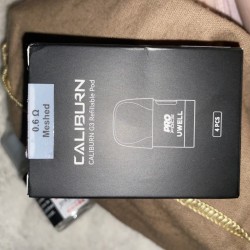 0.6 Ω
Meshed
CALIBURN
CALIBURN G3 Refillable Pod
PRO
UWELL
4 PCS